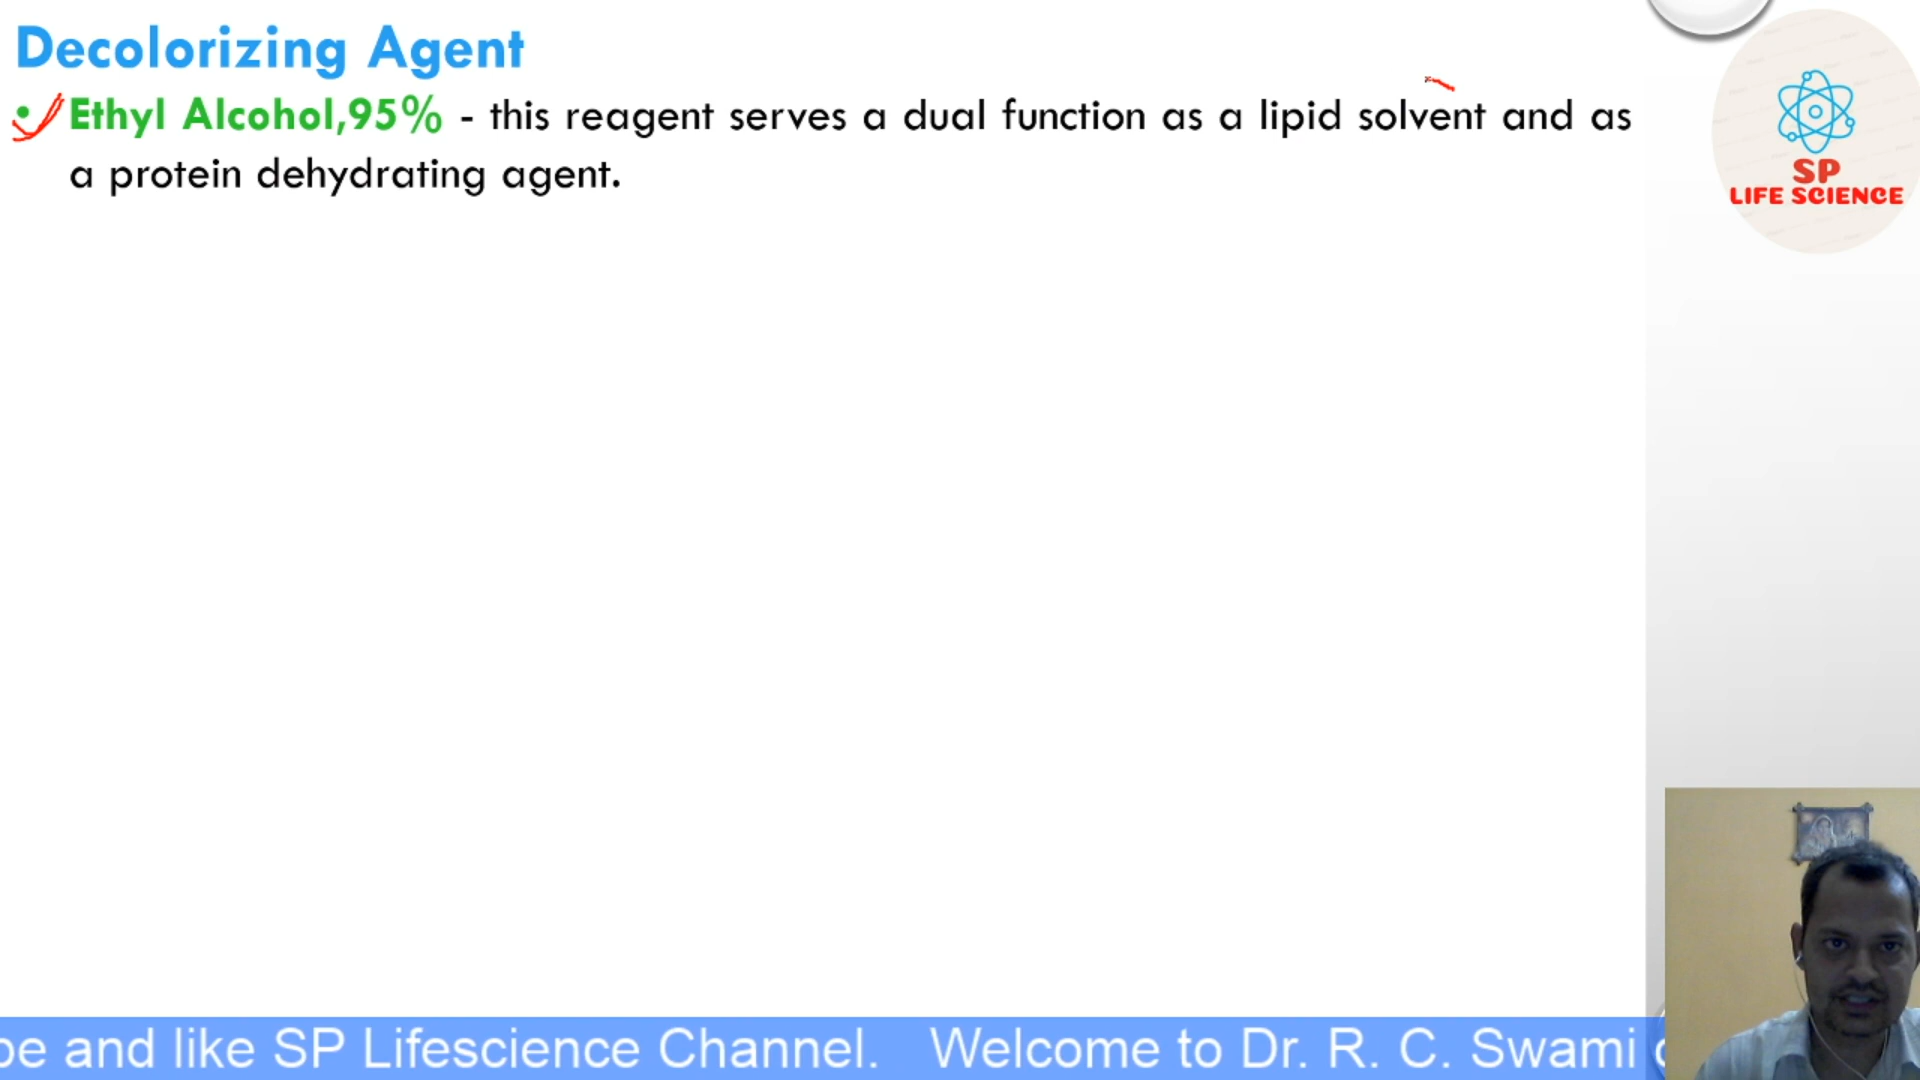 Decolorizing Agent
• Ethyl Alcohol,95% - this reagent serves a dual function as a lipid solvent and as
a protein dehydrating agent.
SP
LIFE SCIENCE
and like SP Lifescience Channel. Welcome to Dr. R. C. Swami